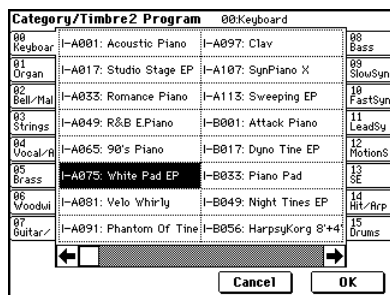 Category/Timbre2 Program 00:Keyboard
00 Keyboar
01 Organ
02 Bell/Mal
03 Strings
04 Vocal/A
05 Brass
06 Woodwi
07 Guitar/
I-A001: Acoustic Piano
I-A017: Studio Stage EP
I-A033: Romance Piano
I-A049: R&B E.Piano
I-A065: 90's Piano
I-A075: White Pad EP
I-A081: Velo Whirly
I-A091: Phantom Of Tine
I-A097: Clav
I-A107: SynPiano X
I-A113: Sweeping EP
I-B001: Attack Piano
I-B017: Dyno Tine EP
I-B033: Piano Pad
I-B049: Night Tines EP
I-B056: HarpsyKorg 8'+4'
08 Bass
09 SlowSyn
10 FastSyn
11 LeadSy
12 MotionS
13 SE
14 Hit/Arp
15 Drums
Cancel OK